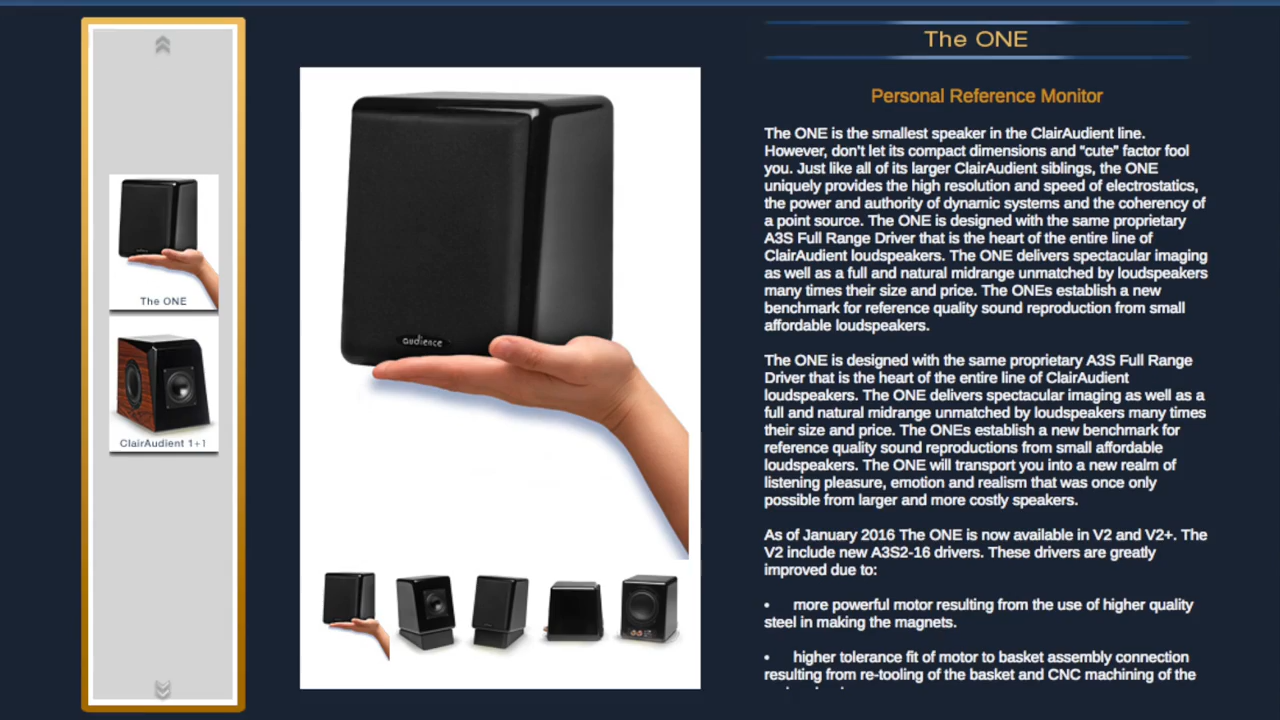 The ONE
Personal Reference Monitor
The ONE is the smallest speaker in the ClairAudient line.
However, don't let its compact dimensions and “cute” factor fool
you. Just like all of its larger ClairAudient siblings, the ONE
uniquely provides the high resolution and speed of electrostatics,
the power and authority of dynamic systems and the coherency of
a point source. The ONE is designed with the same proprietary
A3S Full Range Driver that is the heart of the entire line of
ClairAudient loudspeakers. The ONE delivers spectacular imaging
as well as a full and natural midrange unmatched by loudspeakers
many times their size and price. The ONEs establish a new
benchmark for reference quality sound reproduction from small
affordable loudspeakers.
The ONE is designed with the same proprietary A3S Full Range
Driver that is the heart of the entire line of ClairAudient
loudspeakers. The ONE delivers spectacular imaging as well as a
full and natural midrange unmatched by loudspeakers many times
their size and price. The ONEs establish a new benchmark for
reference quality sound reproductions from small affordable
loudspeakers. The ONE will transport you into a new realm of
listening pleasure, emotion and realism that was once only
possible from larger and more costly speakers.
As of January 2016 The ONE is now available in V2 and V2+. The
V2 include new A3S2-16 drivers. These drivers are greatly
improved due to:
• more powerful motor resulting from the use of higher quality
steel in making the magnets.
• higher tolerance fit of motor to basket assembly connection
resulting from re-tooling of the basket and CNC machining of the
audience
The ONE
ClairAudient 1+1